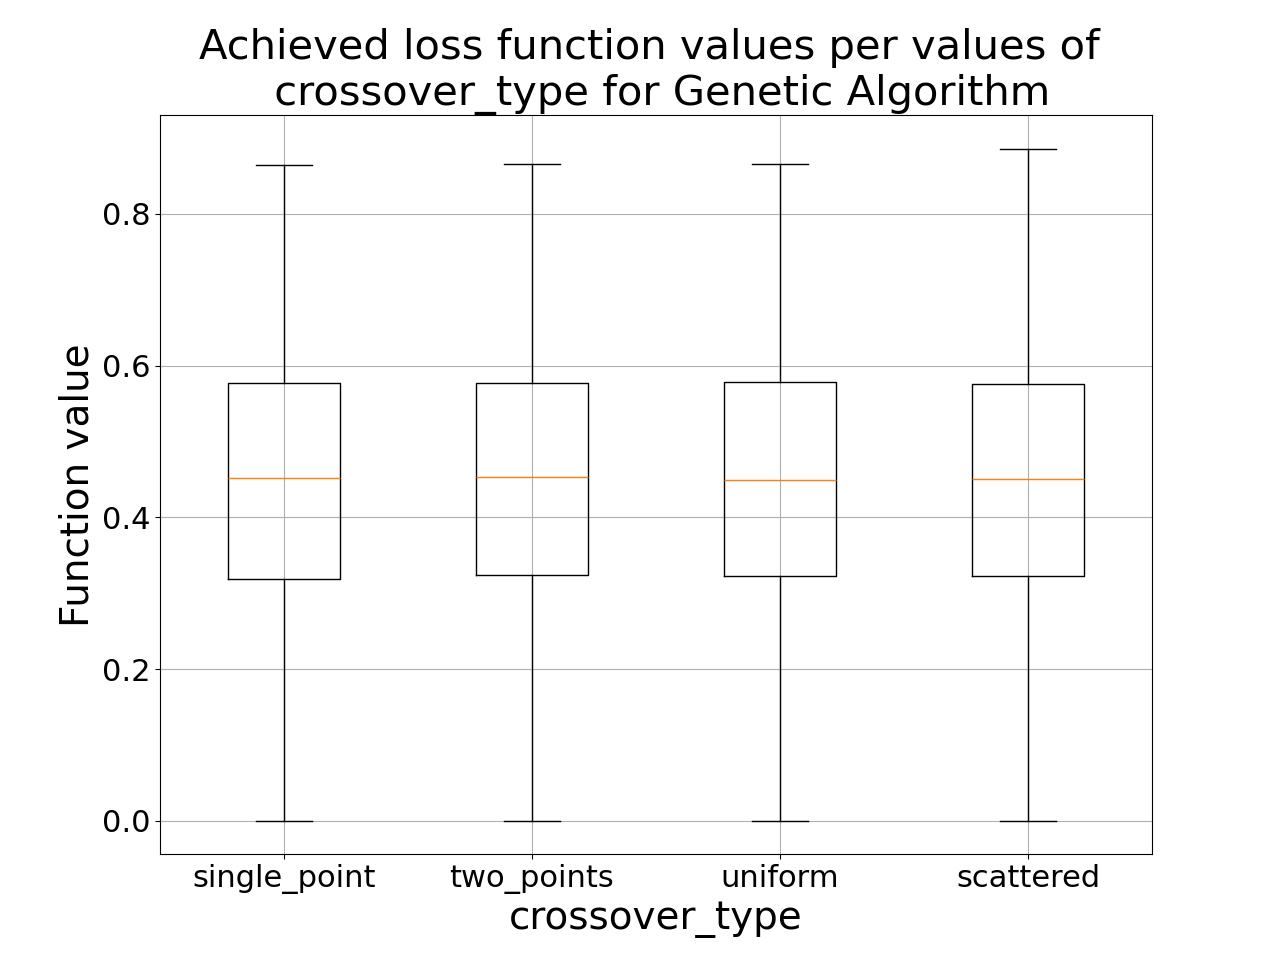 Achieved loss function values per values of
crossover_type for Genetic Algorithm
Function value
0.8
0.6
0.4
0.2
0.0
single_point two_points uniform scattered
crossover_type